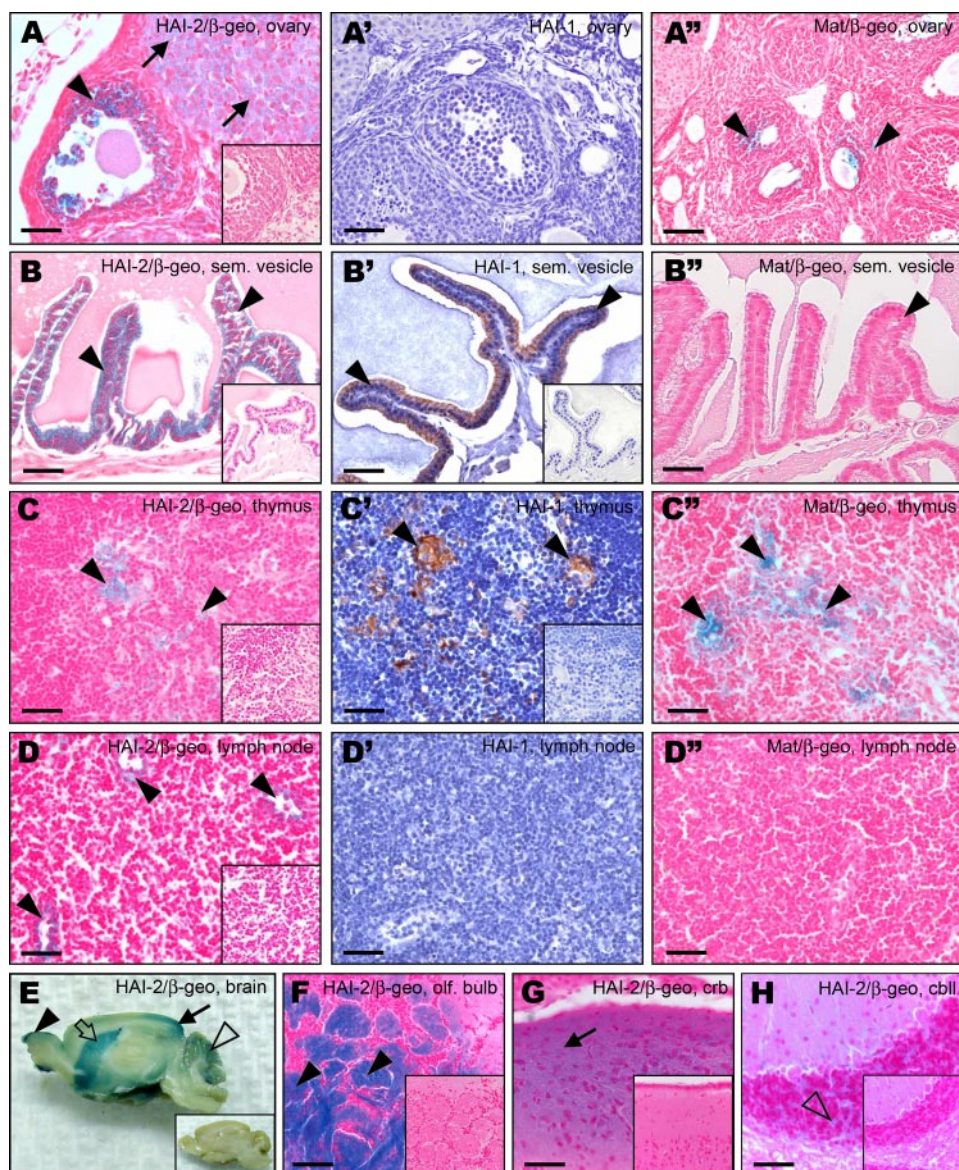 A HAI-2/β-geo, ovary
A' HAI-1, ovary
A" Mat/β-geo, ovary
B HAI-2/β-geo, sem. vesicle
B' HAI-1, sem. vesicle
B" Mat/β-geo, sem. vesicle
C HAI-2/β-geo, thymus
C' HAI-1, thymus
C" Mat/β-geo, thymus
D HAI-2/β-geo, lymph node
D' HAI-1, lymph node
D" Mat/β-geo, lymph node
E HAI-2/β-geo, brain
F HAI-2/β-geo, olf. bulb
G HAI-2/β-geo, crb
H HAI-2/β-geo, cbll.